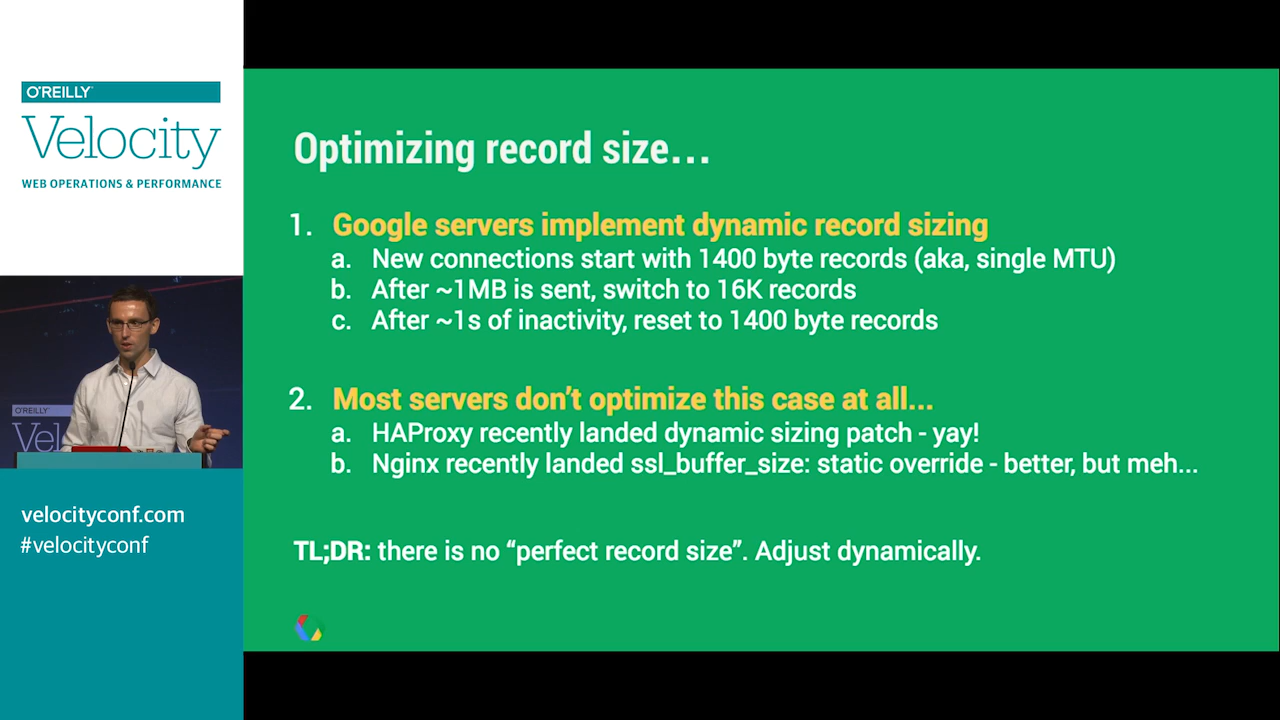 O'REILLY
Velocity
WEB OPERATIONS & PERFORMANCE
Optimizing record size...
1. Google servers implement dynamic record sizing
a. New connections start with 1400 byte records (aka, single MTU)
b. After ~1MB is sent, switch to 16K records
c. After ~1s of inactivity, reset to 1400 byte records
2. Most servers don't optimize this case at all...
a. HAProxy recently landed dynamic sizing patch - yay!
b. Nginx recently landed ssl_buffer_size: static override - better, but meh...
TL;DR: there is no “perfect record size”. Adjust dynamically.
O'REILLY
Vel
velocityconf.com
#velocityconf